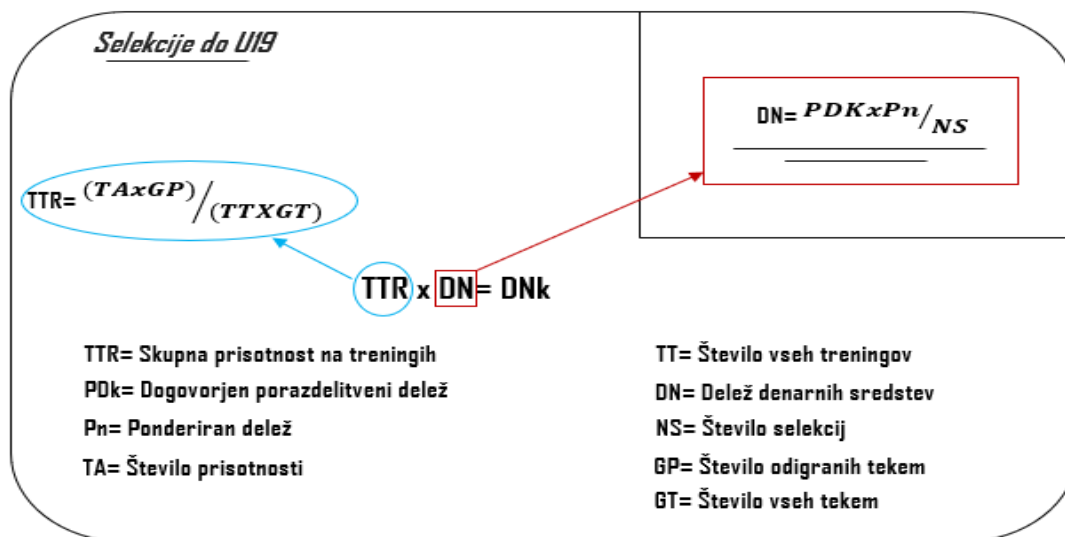 Selekcije do U19
DN= PDKxPn/NS
TTR= (TAxGP)/(TTXGT)
TTR x DN= DNk
TTR= Skupna prisotnost na treningih
PDk= Dogovorjen porazdelitveni delež
Pn= Ponderiran delež
TA= Število prisotnosti
TT= Število vseh treningov
DN= Delež denarnih sredstev
NS= Število selekcij
GP= Število odigranih tekem
GT= Število vseh tekem